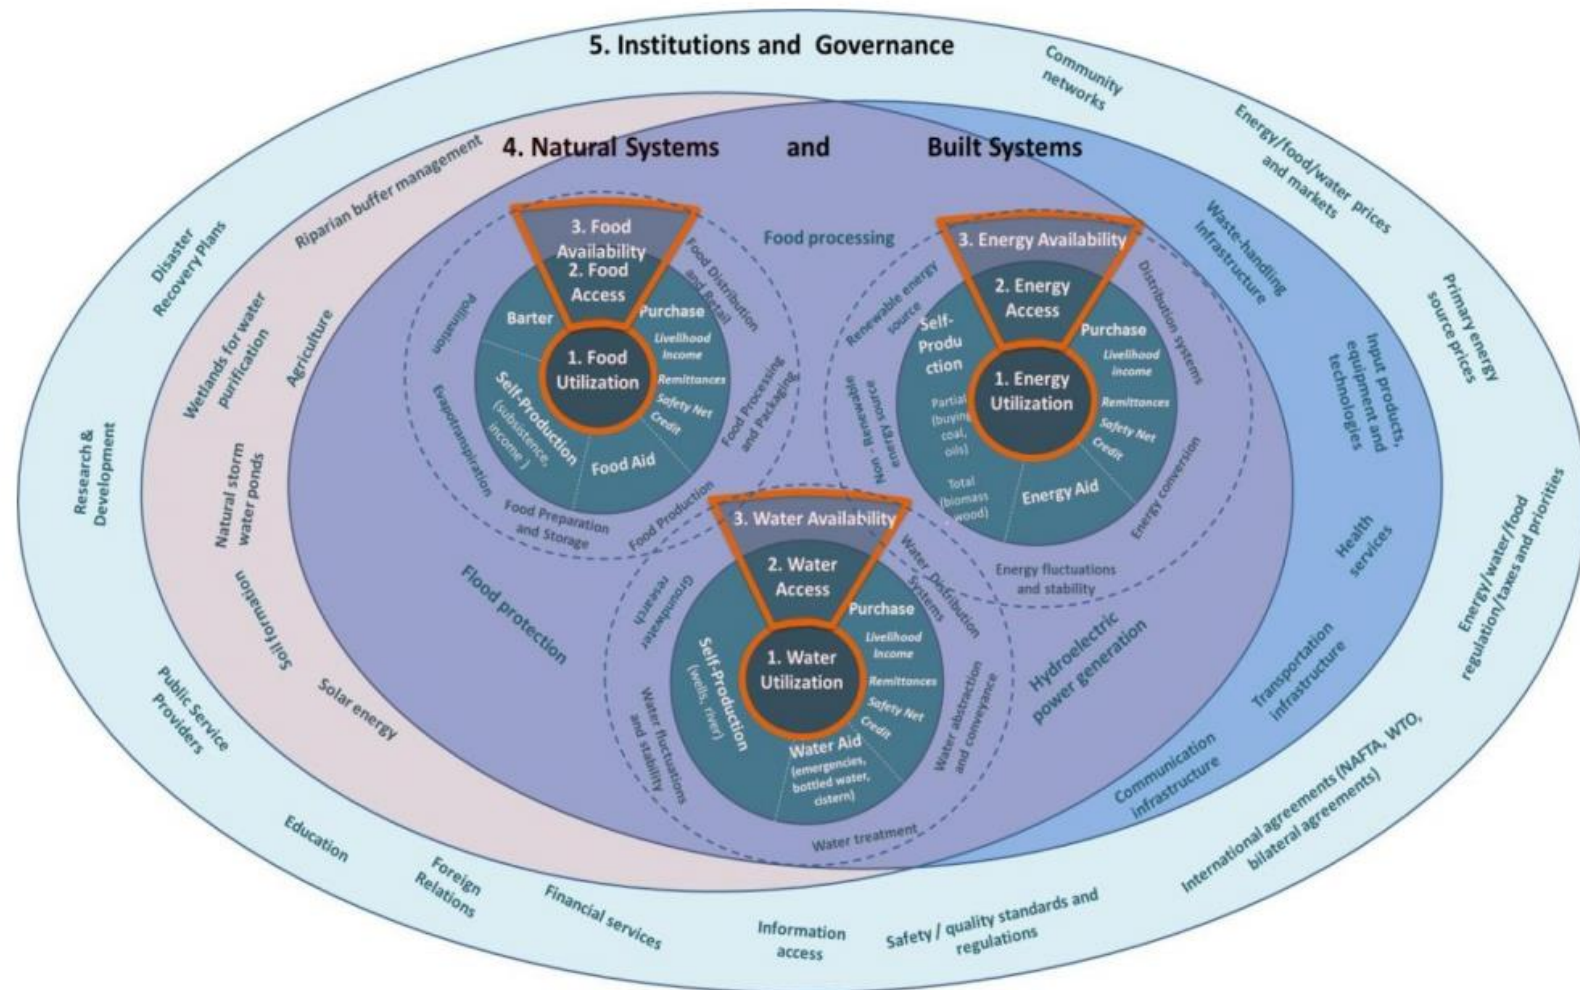 5. Institutions and Governance
Community
networks
Energy/food/water prices
and markets
Primary energy
source prices
Energy/water/food
regulation/taxes and priorities
International agreements (NAFTA, WTO,
bilateral agreements)
Safety / quality standards and
regulations
Information
access
Financial services
Foreign
Relations
Education
Public Service
Providers
Research &
Development
Disaster
Recovery Plans
4. Natural Systems and Built Systems
Riparian buffer management
Wetlands for water
purification
Agriculture
Natural storm
water ponds
Soil formation
Solar energy
Waste-handling
Infrastructure
Input products,
equipment and
technologies
Health
services
Transportation
infrastructure
Communication
infrastructure
Food processing
Flood protection
Hydroelectric
power generation
3. Food
Availability
2. Food
Access
1. Food
Utilization
Barter
Purchase
Livelihood
Income
Remittances
Safety Net
Credit
Self-Production
(subsistence,
income )
Food Aid
Pollination
Evapotranspiration
Food Preparation
and Storage
Food Production
Food Processing
and Packaging
Food Distribution
and Retail
3. Energy Availability
2. Energy
Access
1. Energy
Utilization
Self-
Produ
ction
Partial
(buying
coal,
oils)
Total
(biomass
wood)
Purchase
Livelihood
income
Remittances
Safety Net
Credit
Energy Aid
Renewable energy
source
Non - Renewable
energy source
Distribution systems
Energy conversion
Energy fluctuations
and stability
3. Water Availability
2. Water
Access
1. Water
Utilization
Self-Production
(wells, river)
Purchase
Livelihood
Income
Remittances
Safety Net
Credit
Water Aid
(emergencies,
bottled water,
cistern)
Groundwater
research
Water fluctuations
and stability
Water Distribution
Systems
Water abstraction
and conveyance
Water treatment